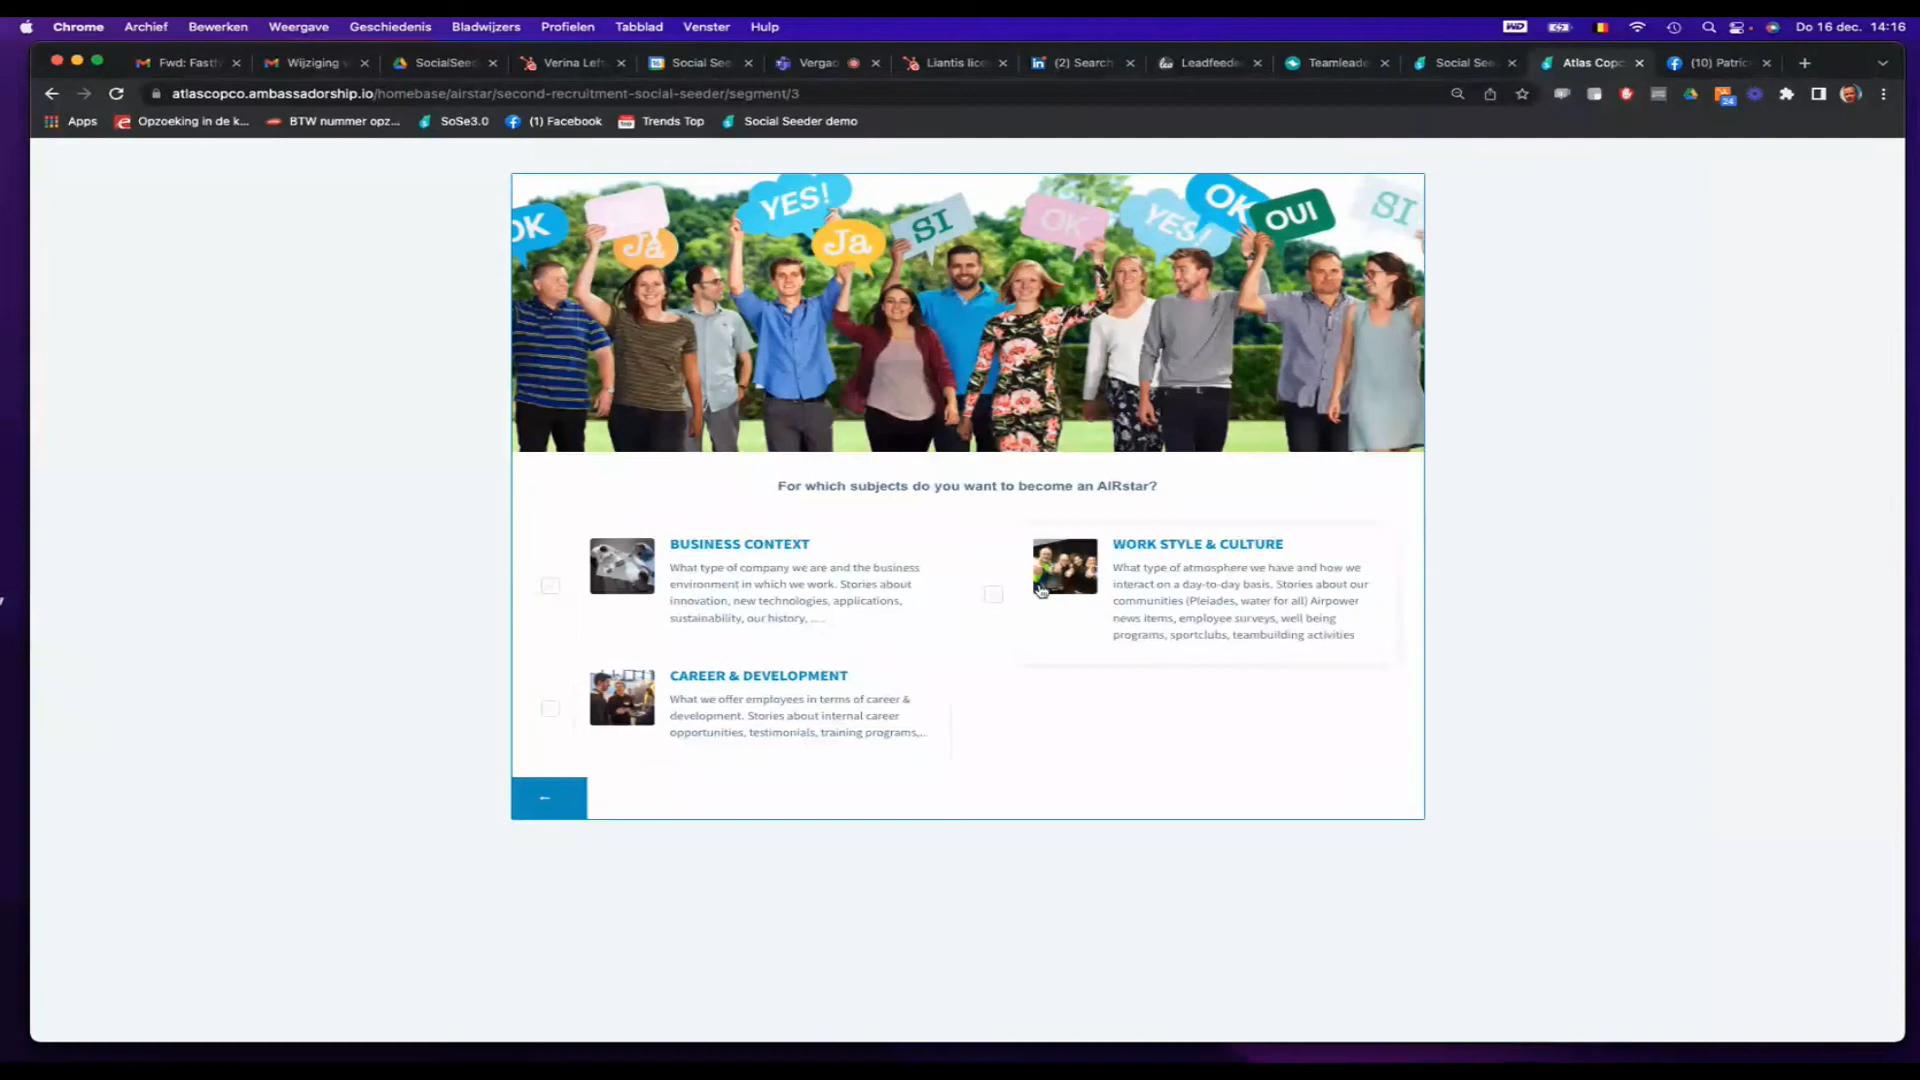 Chrome Archief Bewerken Weergave Geschiedenis Bladwijzers Profielen Tabblad Venster Hulp WD Do 16 dec. 14:16
Fwd: Fastf Wijziging SocialSee Verina Lef Social See Vergad Liantis lice (2) Search Leadfeede Teamleade Social See Atlas Copc (10) Patric
atlascopco.ambassadorship.io/homebase/airstar/second-recruitment-social-seeder/segment/3 24
Apps Opzoeking in de k... BTW nummer opz... SoSe3.0 (1) Facebook Trends Top Social Seeder demo
OK Ja YES! Ja SI OK YES! OK OUI SI
For which subjects do you want to become an AIRstar?
BUSINESS CONTEXT
What type of company we are and the business
environment in which we work. Stories about
innovation, new technologies, applications,
sustainability, our history, .....
WORK STYLE & CULTURE
What type of atmosphere we have and how we
interact on a day-to-day basis. Stories about our
communities (Pleiades, water for all) Airpower
news items, employee surveys, well being
programs, sportclubs, teambuilding activities
CAREER & DEVELOPMENT
What we offer employees in terms of career &
development. Stories about internal career
opportunities, testimonials, training programs,...
←